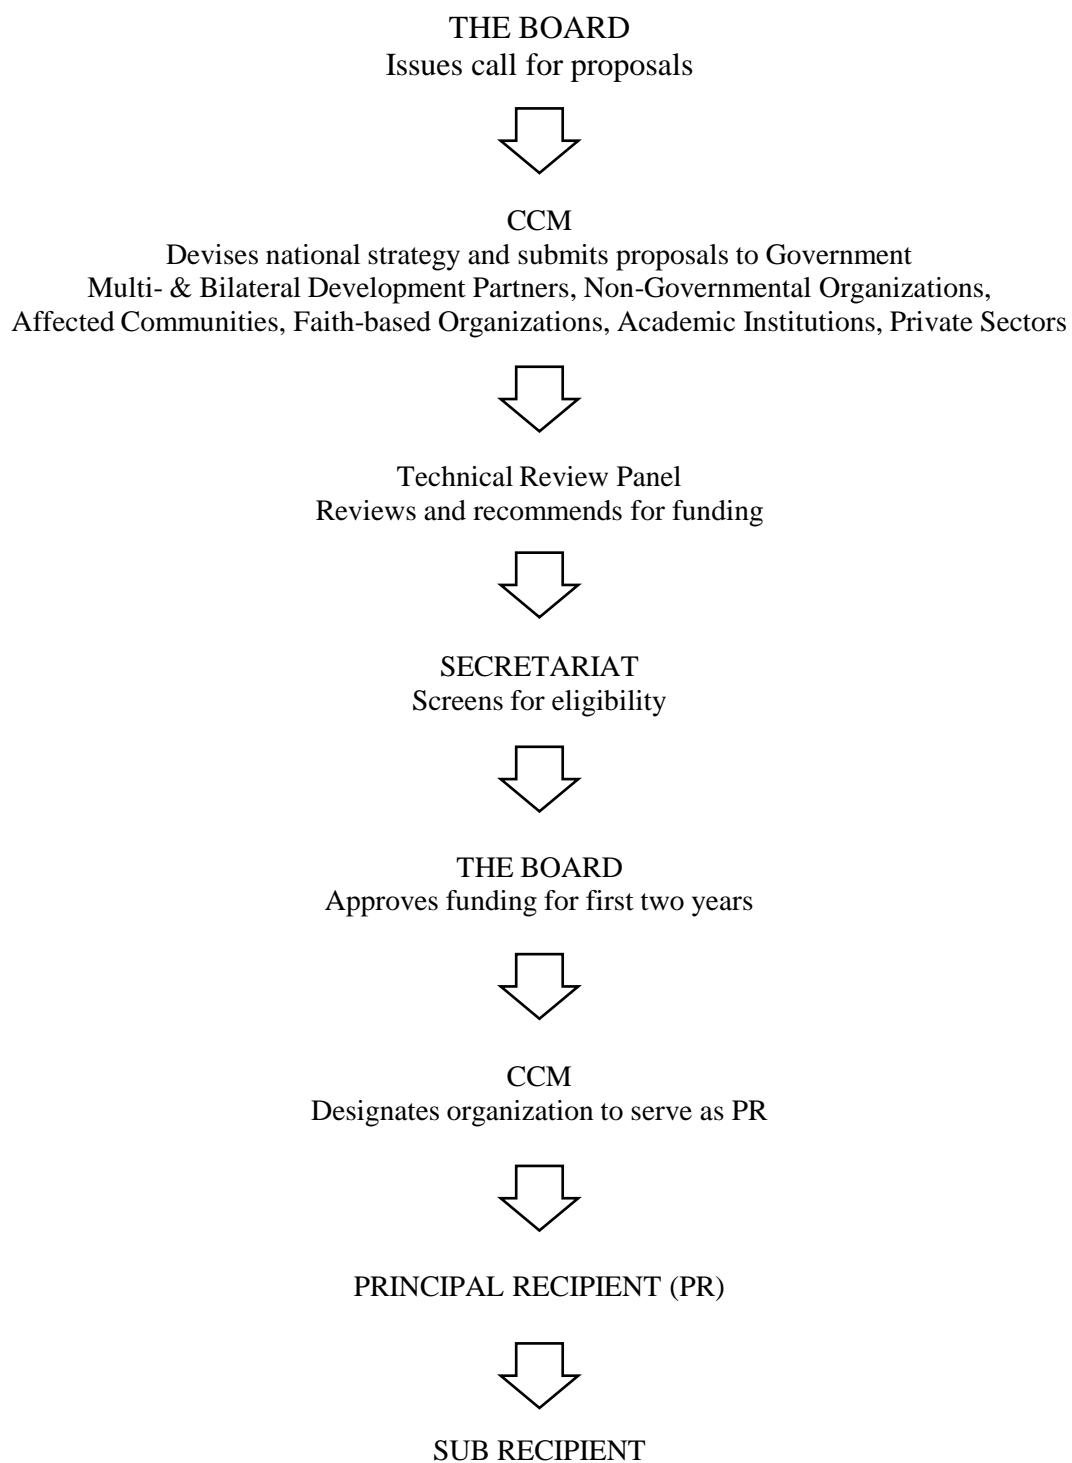 THE BOARD
Issues call for proposals
CCM
Devises national strategy and submits proposals to Government
Multi- & Bilateral Development Partners, Non-Governmental Organizations,
Affected Communities, Faith-based Organizations, Academic Institutions, Private Sectors
Technical Review Panel
Reviews and recommends for funding
SECRETARIAT
Screens for eligibility
THE BOARD
Approves funding for first two years
CCM
Designates organization to serve as PR
PRINCIPAL RECIPIENT (PR)
SUB RECIPIENT